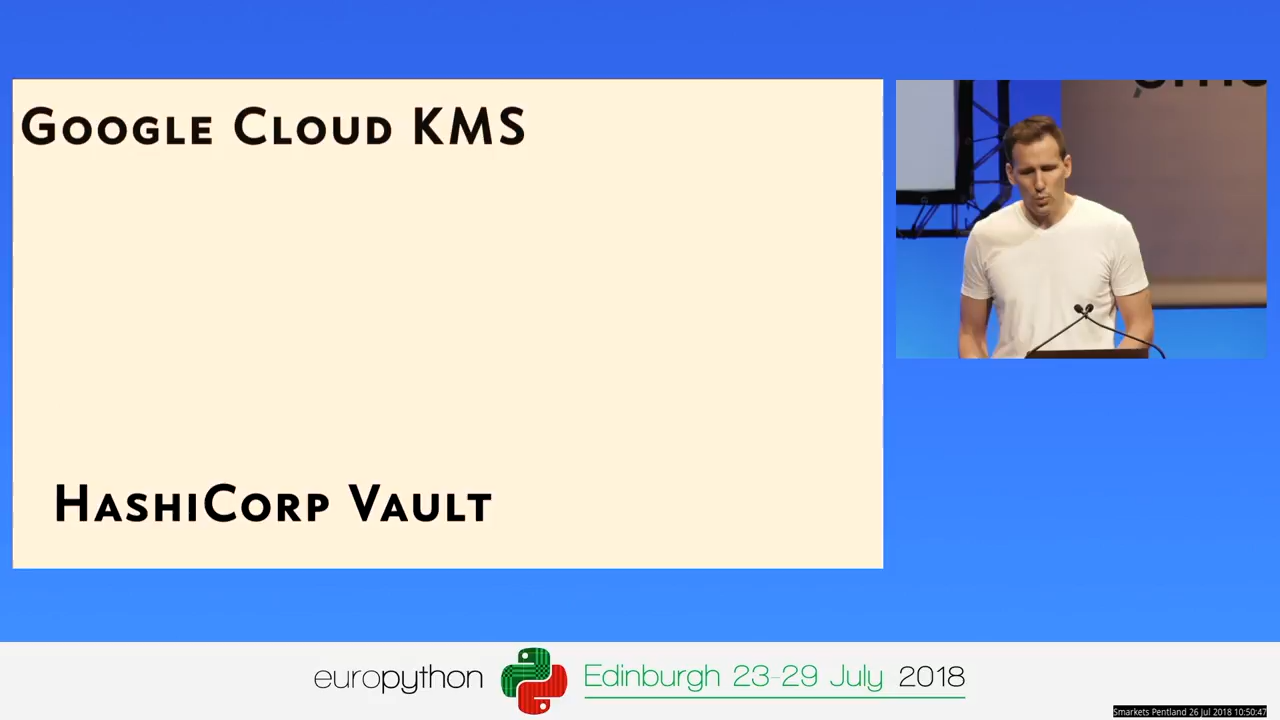 Google Cloud KMS
HashiCorp Vault
europython
Edinburgh 23-29 July 2018
Smarkets Pentland 26 Jul 2018 10:50:47